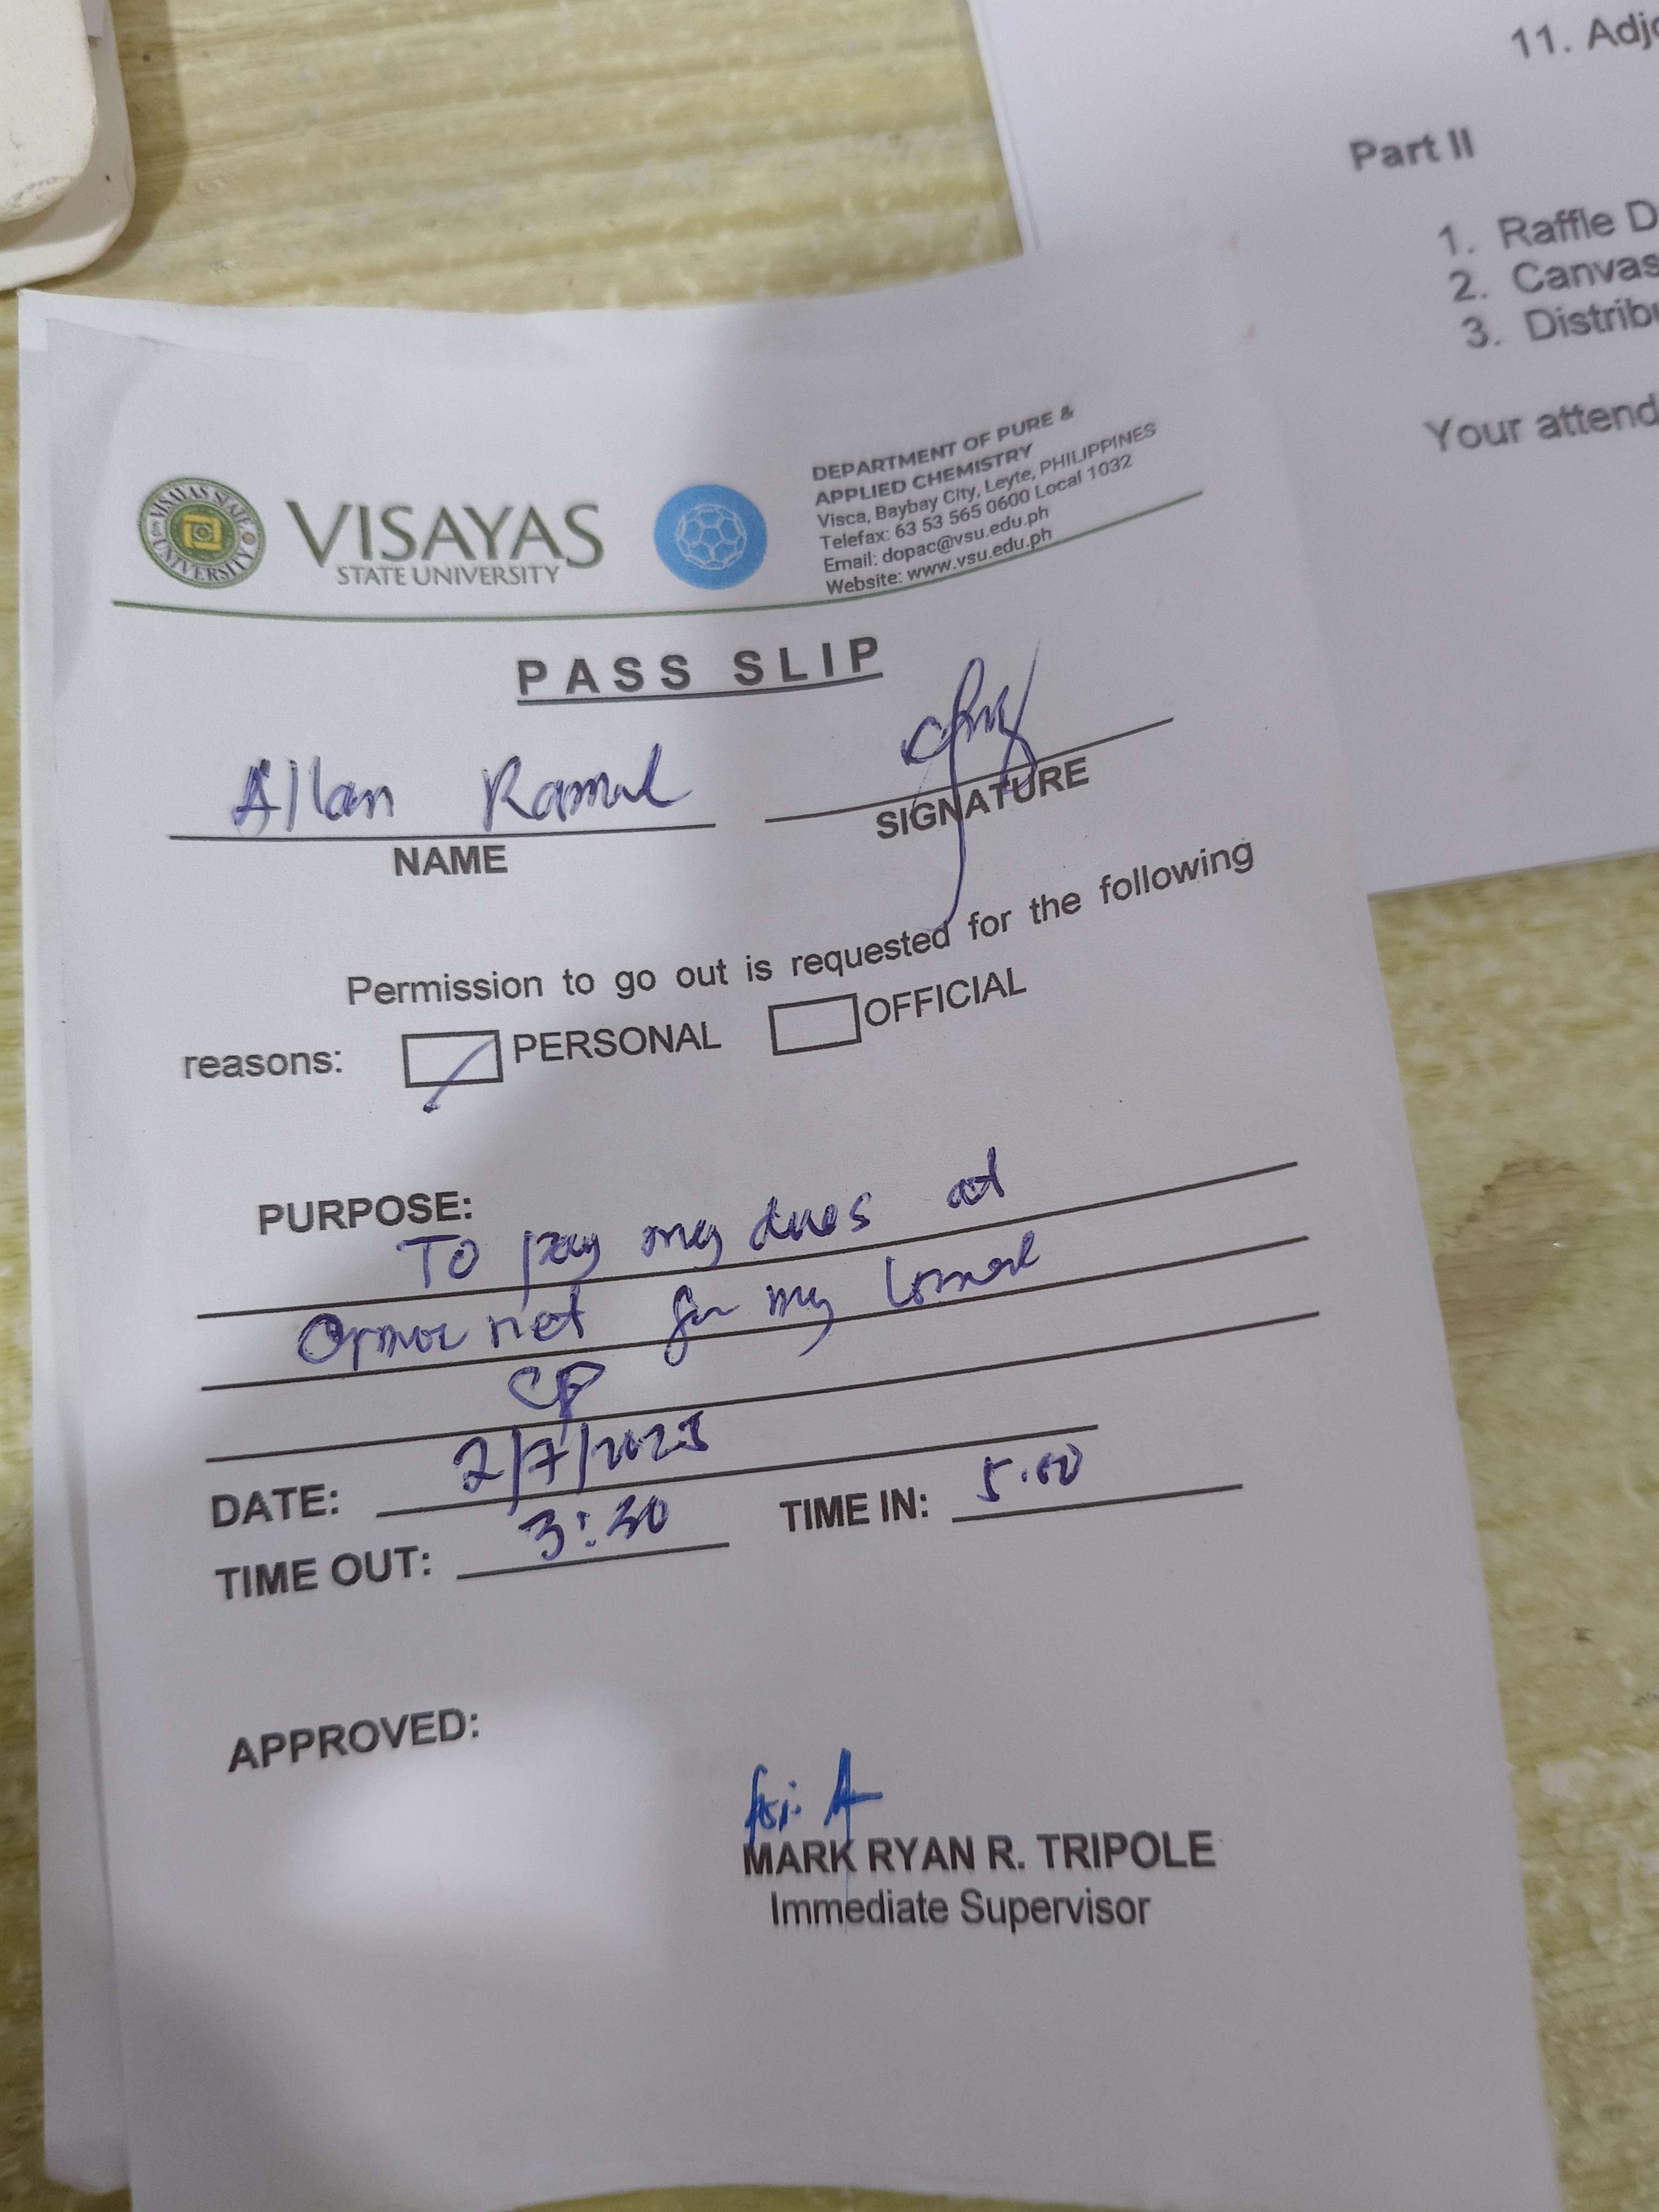 11. Adj
Part II
1. Raffle D
2. Canvas
3. Distrib
Your attend
VISAYAS STATE UNIVERSITY
VISAYAS
STATE UNIVERSITY
DEPARTMENT OF PURE &
APPLIED CHEMISTRY
Visca, Baybay City, Leyte, PHILIPPINES
Telefax: 63 53 565 0600 Local 1032
Email: dopac@vsu.edu.ph
Website: www.vsu.edu.ph
PASS SLIP
Allan
NAME
SIGNATURE
Permission to go out is requested for the following
reasons: PERSONAL OFFICIAL
PURPOSE:
To pay my dues at
net for my
CP
DATE: 2/7/2023
TIME OUT: 3:30 TIME IN: 5.00
APPROVED:
for: A
MARK RYAN R. TRIPOLE
Immediate Supervisor